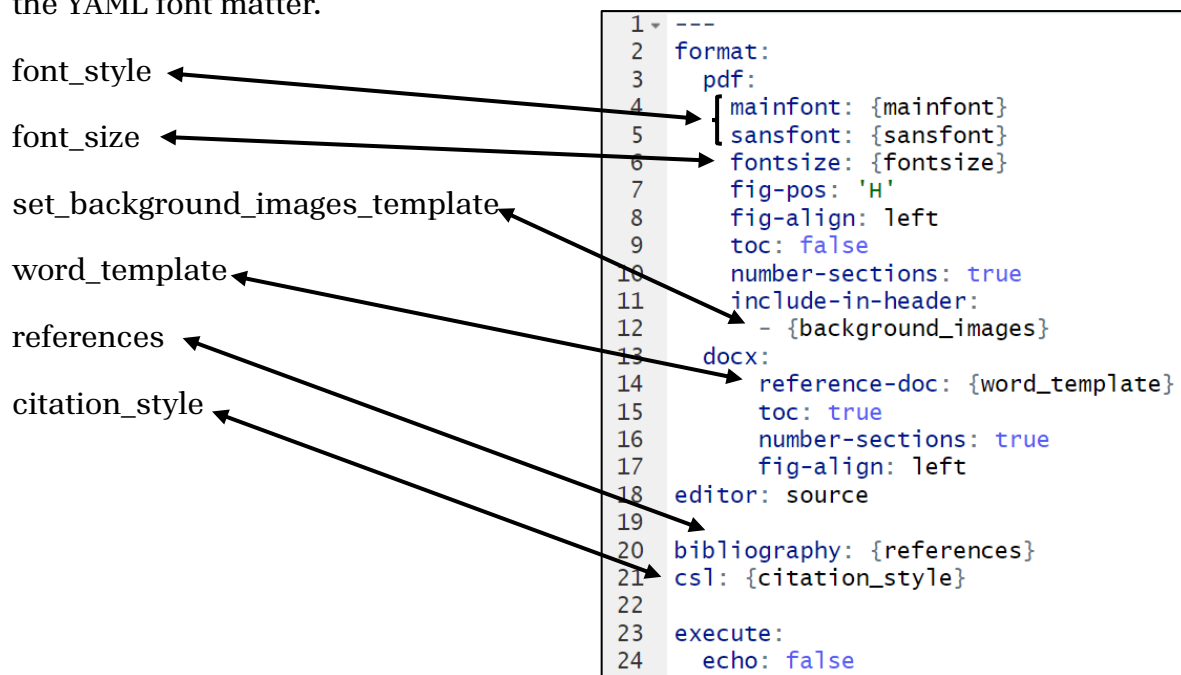 the YAML font matter.
font_style
font_size
set_background_images_template
word_template
references
citation_style
1 ---
2 format:
3   pdf:
4     mainfont: {mainfont}
5     sansfont: {sansfont}
6     fontsize: {fontsize}
7     fig-pos: 'H'
8     fig-align: left
9     toc: false
10     number-sections: true
11     include-in-header:
12       - {background_images}
13   docx:
14       reference-doc: {word_template}
15       toc: true
16       number-sections: true
17       fig-align: left
18 editor: source
19
20 bibliography: {references}
21 csl: {citation_style}
22
23 execute:
24   echo: false